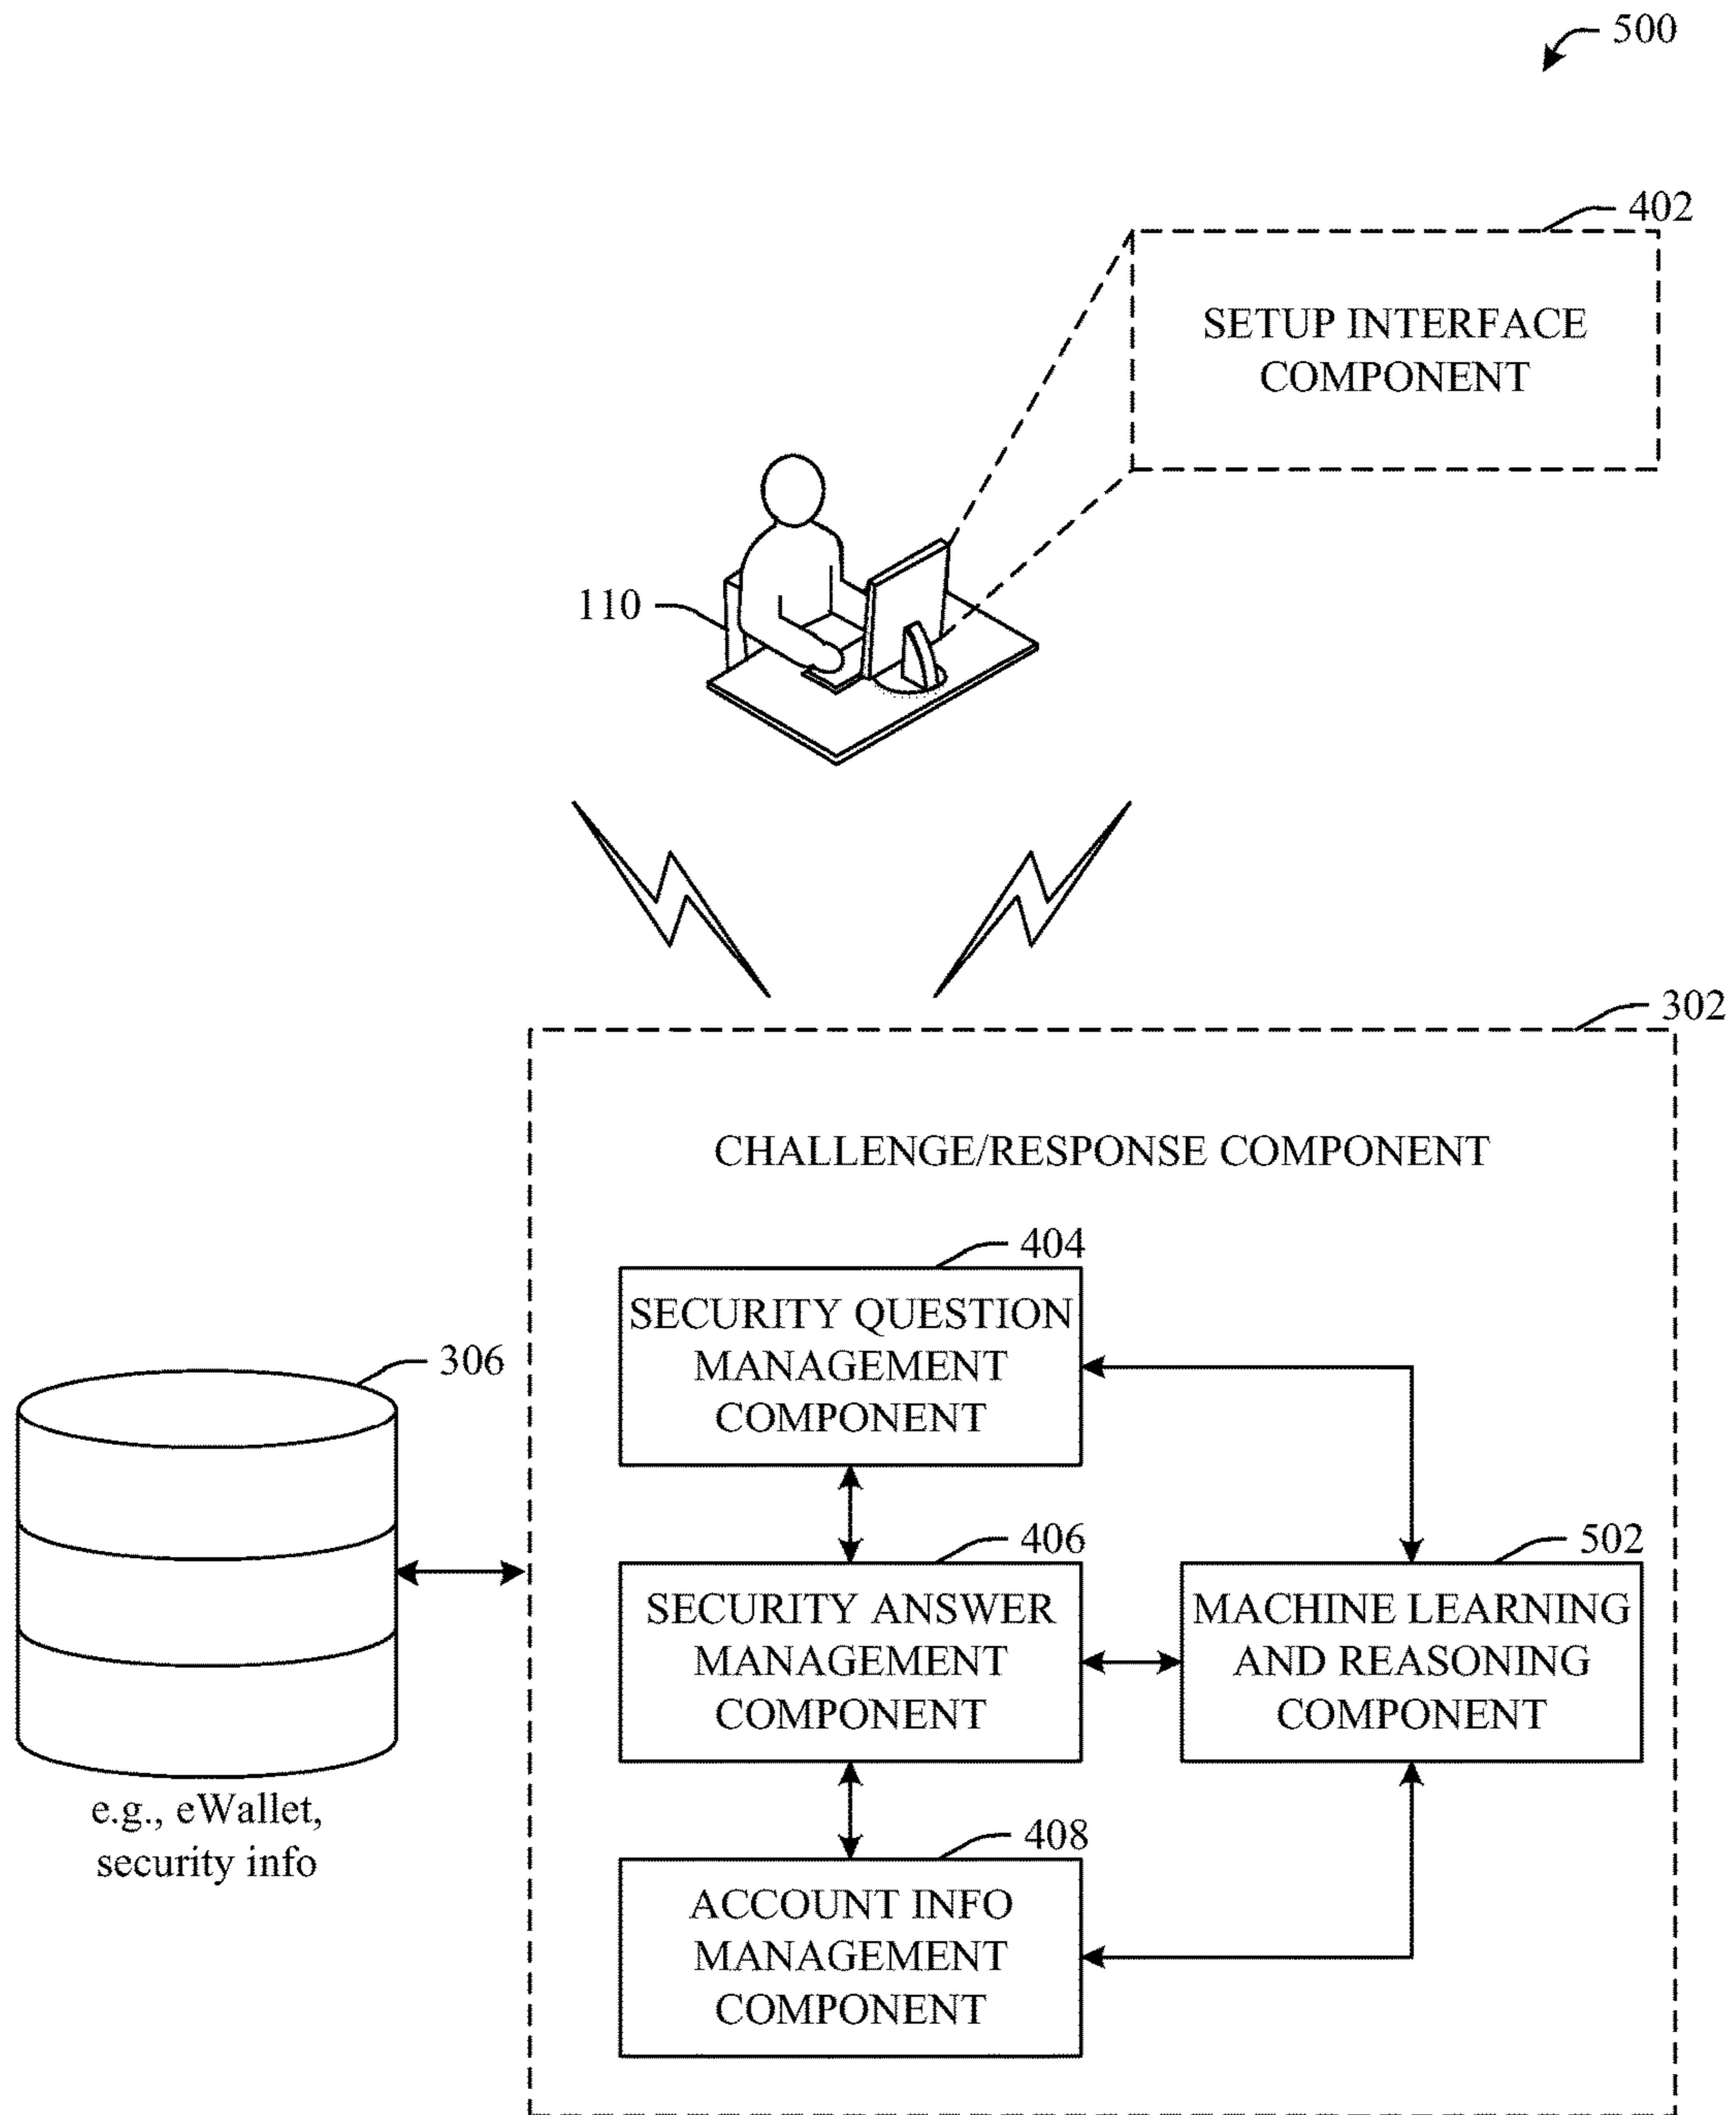 500
402
SETUP INTERFACE
COMPONENT
110
302
CHALLENGE/RESPONSE COMPONENT
404
SECURITY QUESTION
MANAGEMENT
COMPONENT
306
406
SECURITY ANSWER
MANAGEMENT
COMPONENT
502
MACHINE LEARNING
AND REASONING
COMPONENT
e.g., eWallet,
security info
408
ACCOUNT INFO
MANAGEMENT
COMPONENT